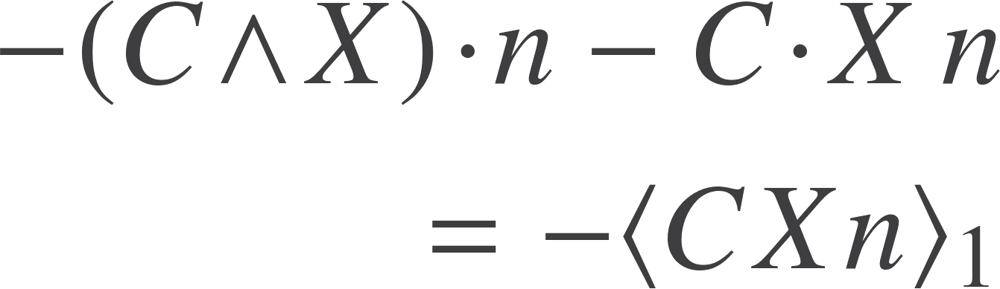 −(C∧X)·n − C·X n
= −⟨CXn⟩₁